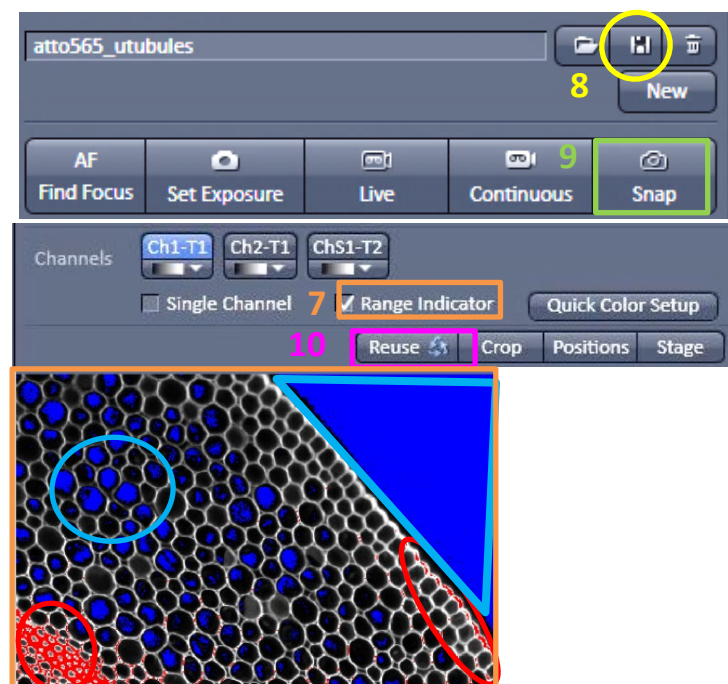 atto565_utubules
8
New
AF
Find Focus
Set Exposure
Live
Continuous
9
Snap
Channels
Ch1-T1
Ch2-T1
ChS1-T2
Single Channel
7
Range Indicator
Quick Color Setup
10
Reuse
Crop
Positions
Stage